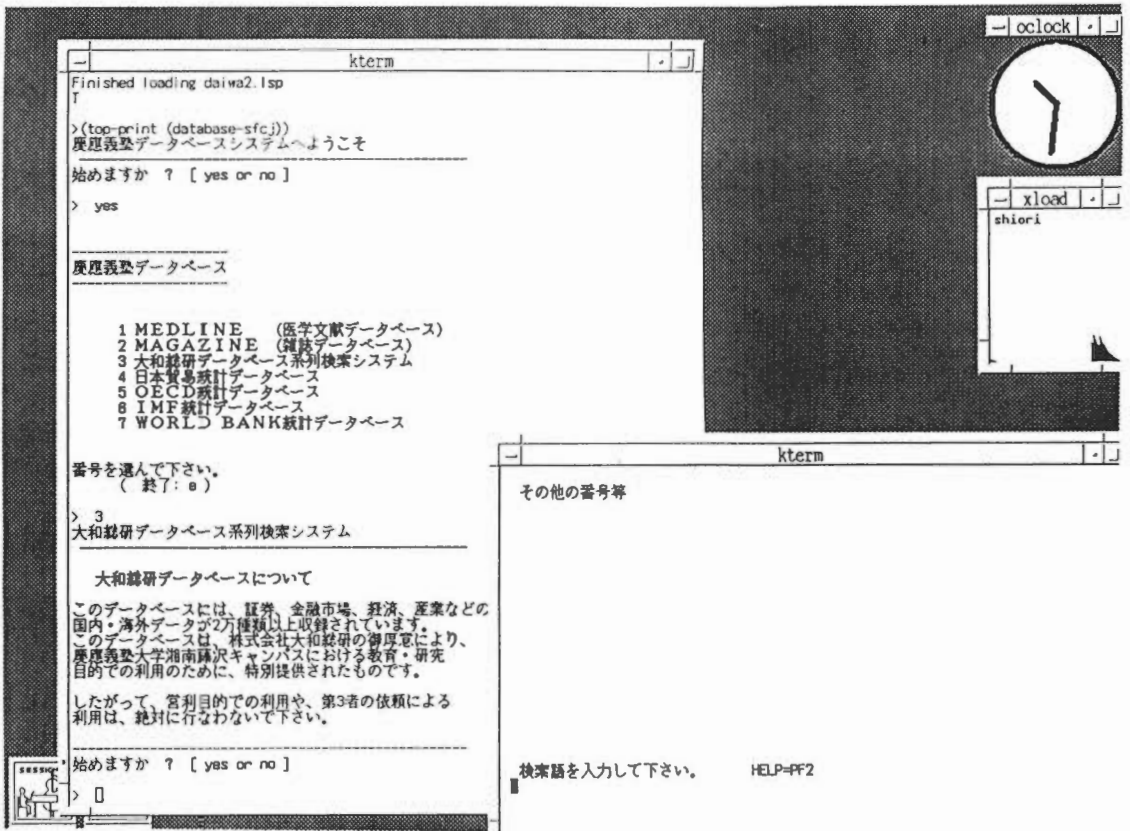 kterm
Finished loading daiwa2.lsp
T
>(top-print (database-sfcj))
慶應義塾データベースシステムへようこそ
始めますか ? [ yes or no ]
> yes
慶應義塾データベース
1 MEDLINE (医学文献データベース)
2 MAGAZINE (雑誌データベース)
3 大和総研データベース系列検索システム
4 日本貿易統計データベース
5 OECD統計データベース
6 IMF統計データベース
7 WORLD BANK統計データベース
番号を選んで下さい。
( 終了: e )
> 3
大和総研データベース系列検索システム
大和総研データベースについて
このデータベースには、証券、金融市場、経済、産業などの
国内・海外データが2万種類以上収録されています。
このデータベースは、株式会社大和総研の御厚意により、
慶應義塾大学湘南藤沢キャンパスにおける教育・研究
目的での利用のために、特別提供されたものです。
したがって、営利目的での利用や、第3者の依頼による
利用は、絶対に行なわないで下さい。
始めますか ? [ yes or no ]
>
oclock
xload
shiori
kterm
その他の番号等
検索語を入力して下さい。 HELP=PF2
SESSION